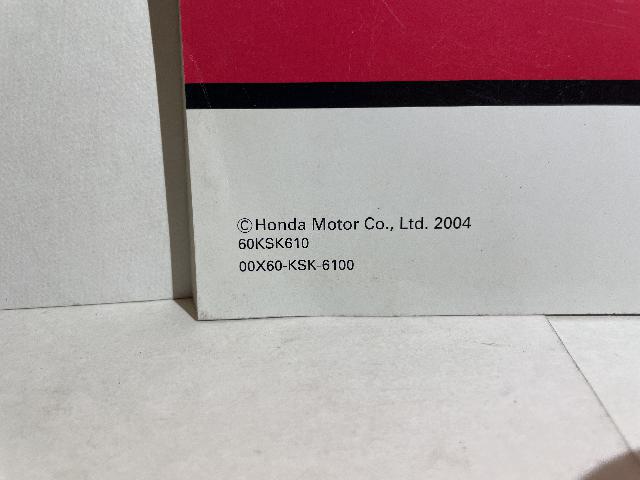 ©Honda Motor Co., Ltd. 2004
60KSK610
00X60-KSK-6100